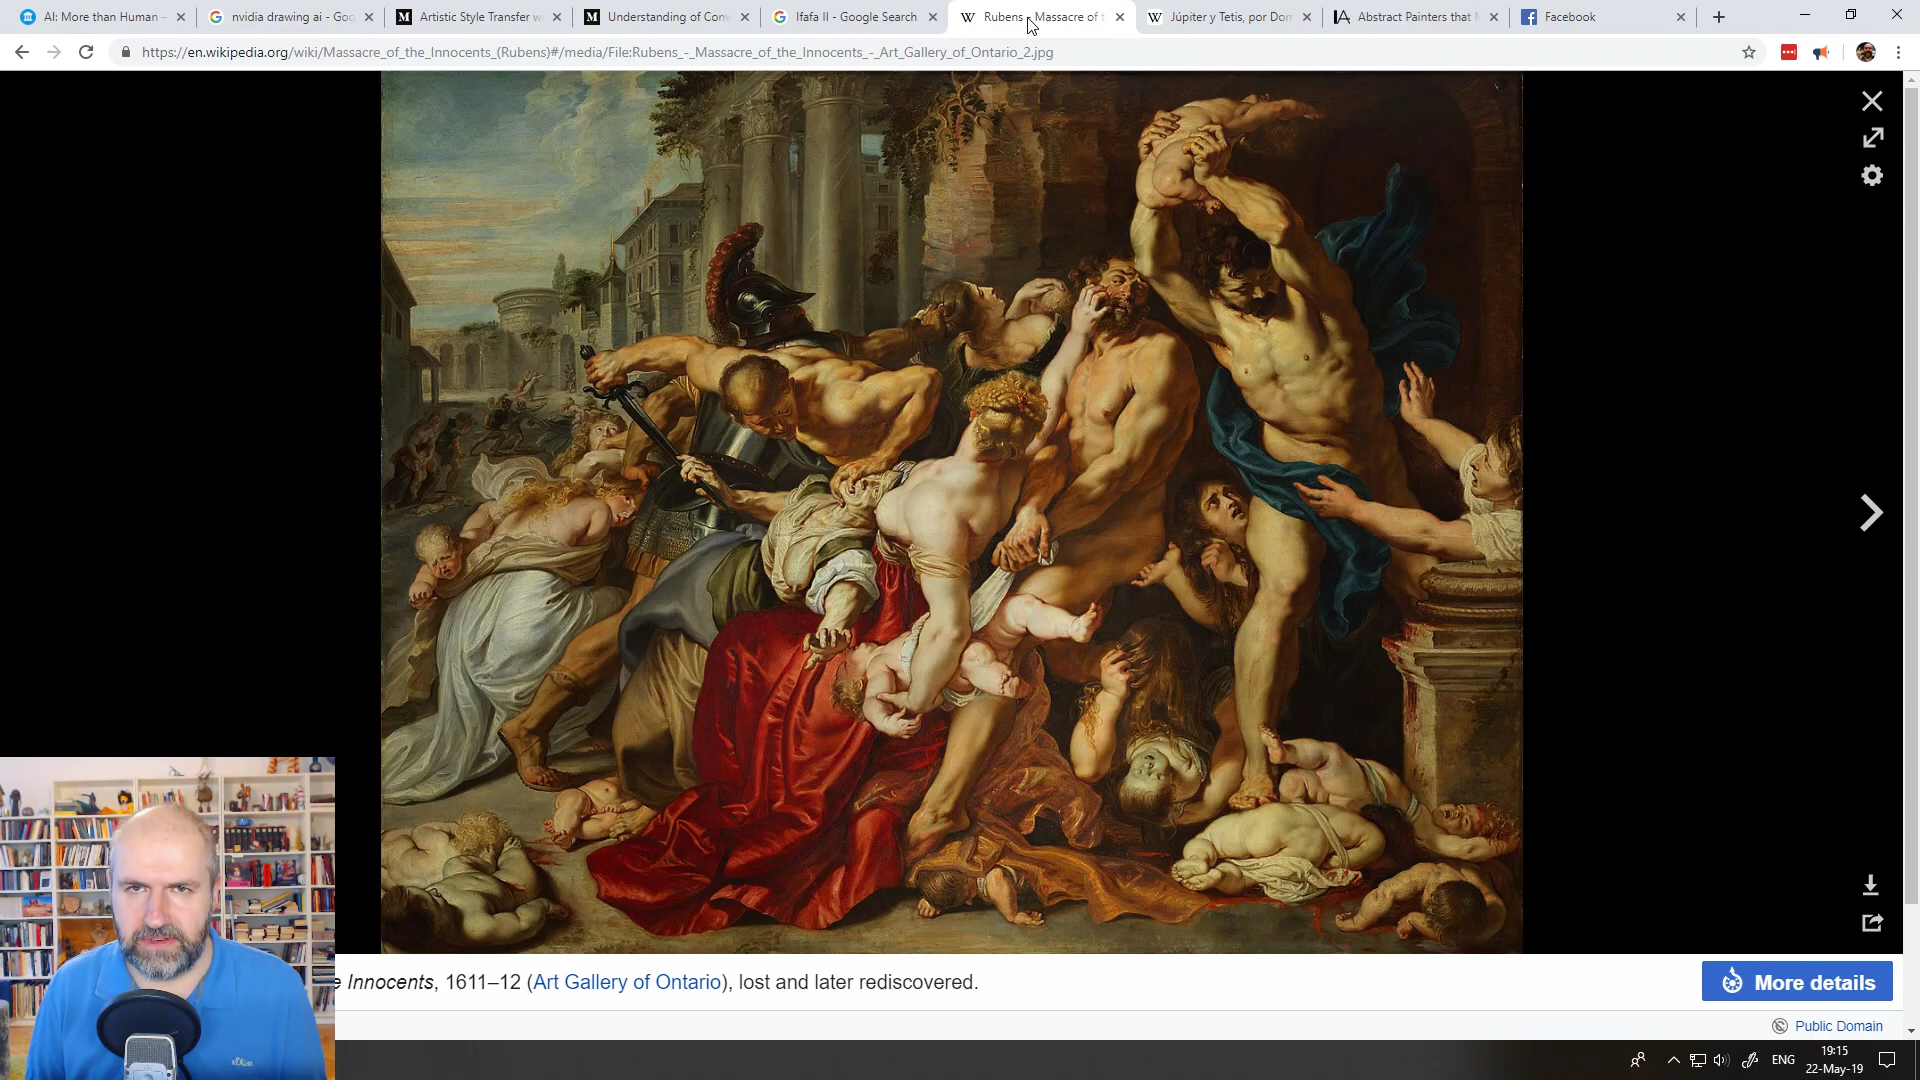 AI: More than Human -
nvidia drawing ai - Goo
Artistic Style Transfer w
Understanding of Conv
Ifafa II - Google Search
Rubens - Massacre of t
Júpiter y Tetis, por Dom
Abstract Painters that
Facebook
https://en.wikipedia.org/wiki/Massacre_of_the_Innocents_(Rubens)#/media/File:Rubens_-_Massacre_of_the_Innocents_-_Art_Gallery_of_Ontario_2.jpg
e Innocents, 1611–12 (Art Gallery of Ontario), lost and later rediscovered.
More details
Public Domain
ENG
19:15
22-May-19